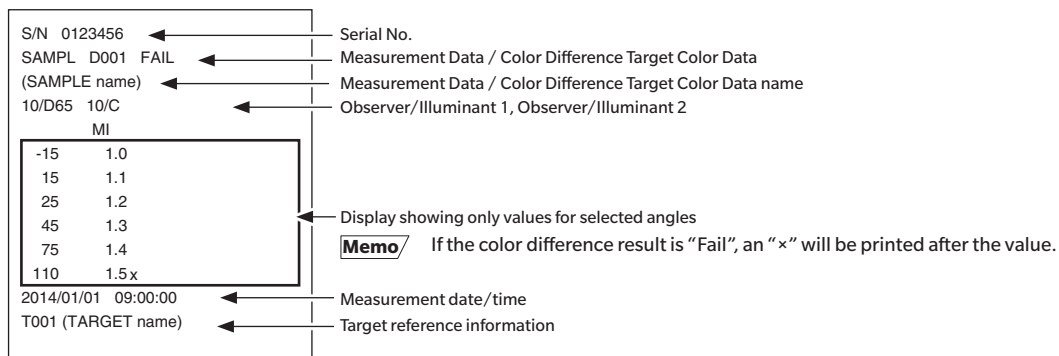 S/N 0123456 Serial No.
SAMPL D001 FAIL Measurement Data / Color Difference Target Color Data
(SAMPLE name) Measurement Data / Color Difference Target Color Data name
10/D65 10/C Observer/Illuminant 1, Observer/Illuminant 2
MI
-15 1.0
15 1.1
25 1.2
45 1.3
75 1.4
110 1.5 x
Display showing only values for selected angles
Memo If the color difference result is “Fail”, an “×” will be printed after the value.
2014/01/01 09:00:00 Measurement date/time
T001 (TARGET name) Target reference information